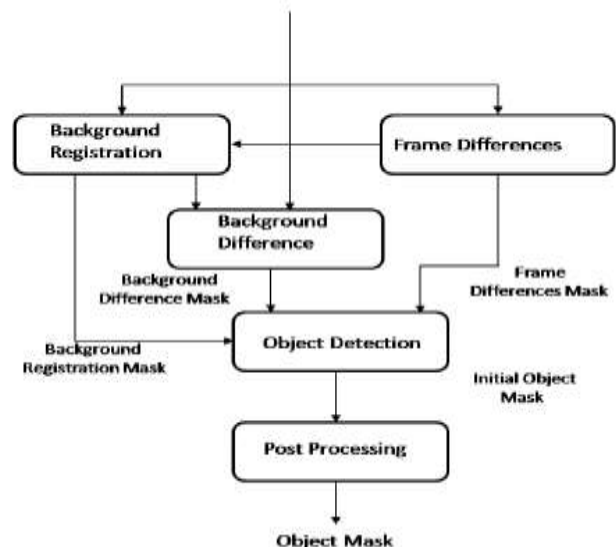 Background
Registration
Frame Differences
Background
Difference
Background
Difference Mask
Frame
Differences Mask
Object Detection
Background
Registration Mask
Initial Object
Mask
Post Processing
Object Mask